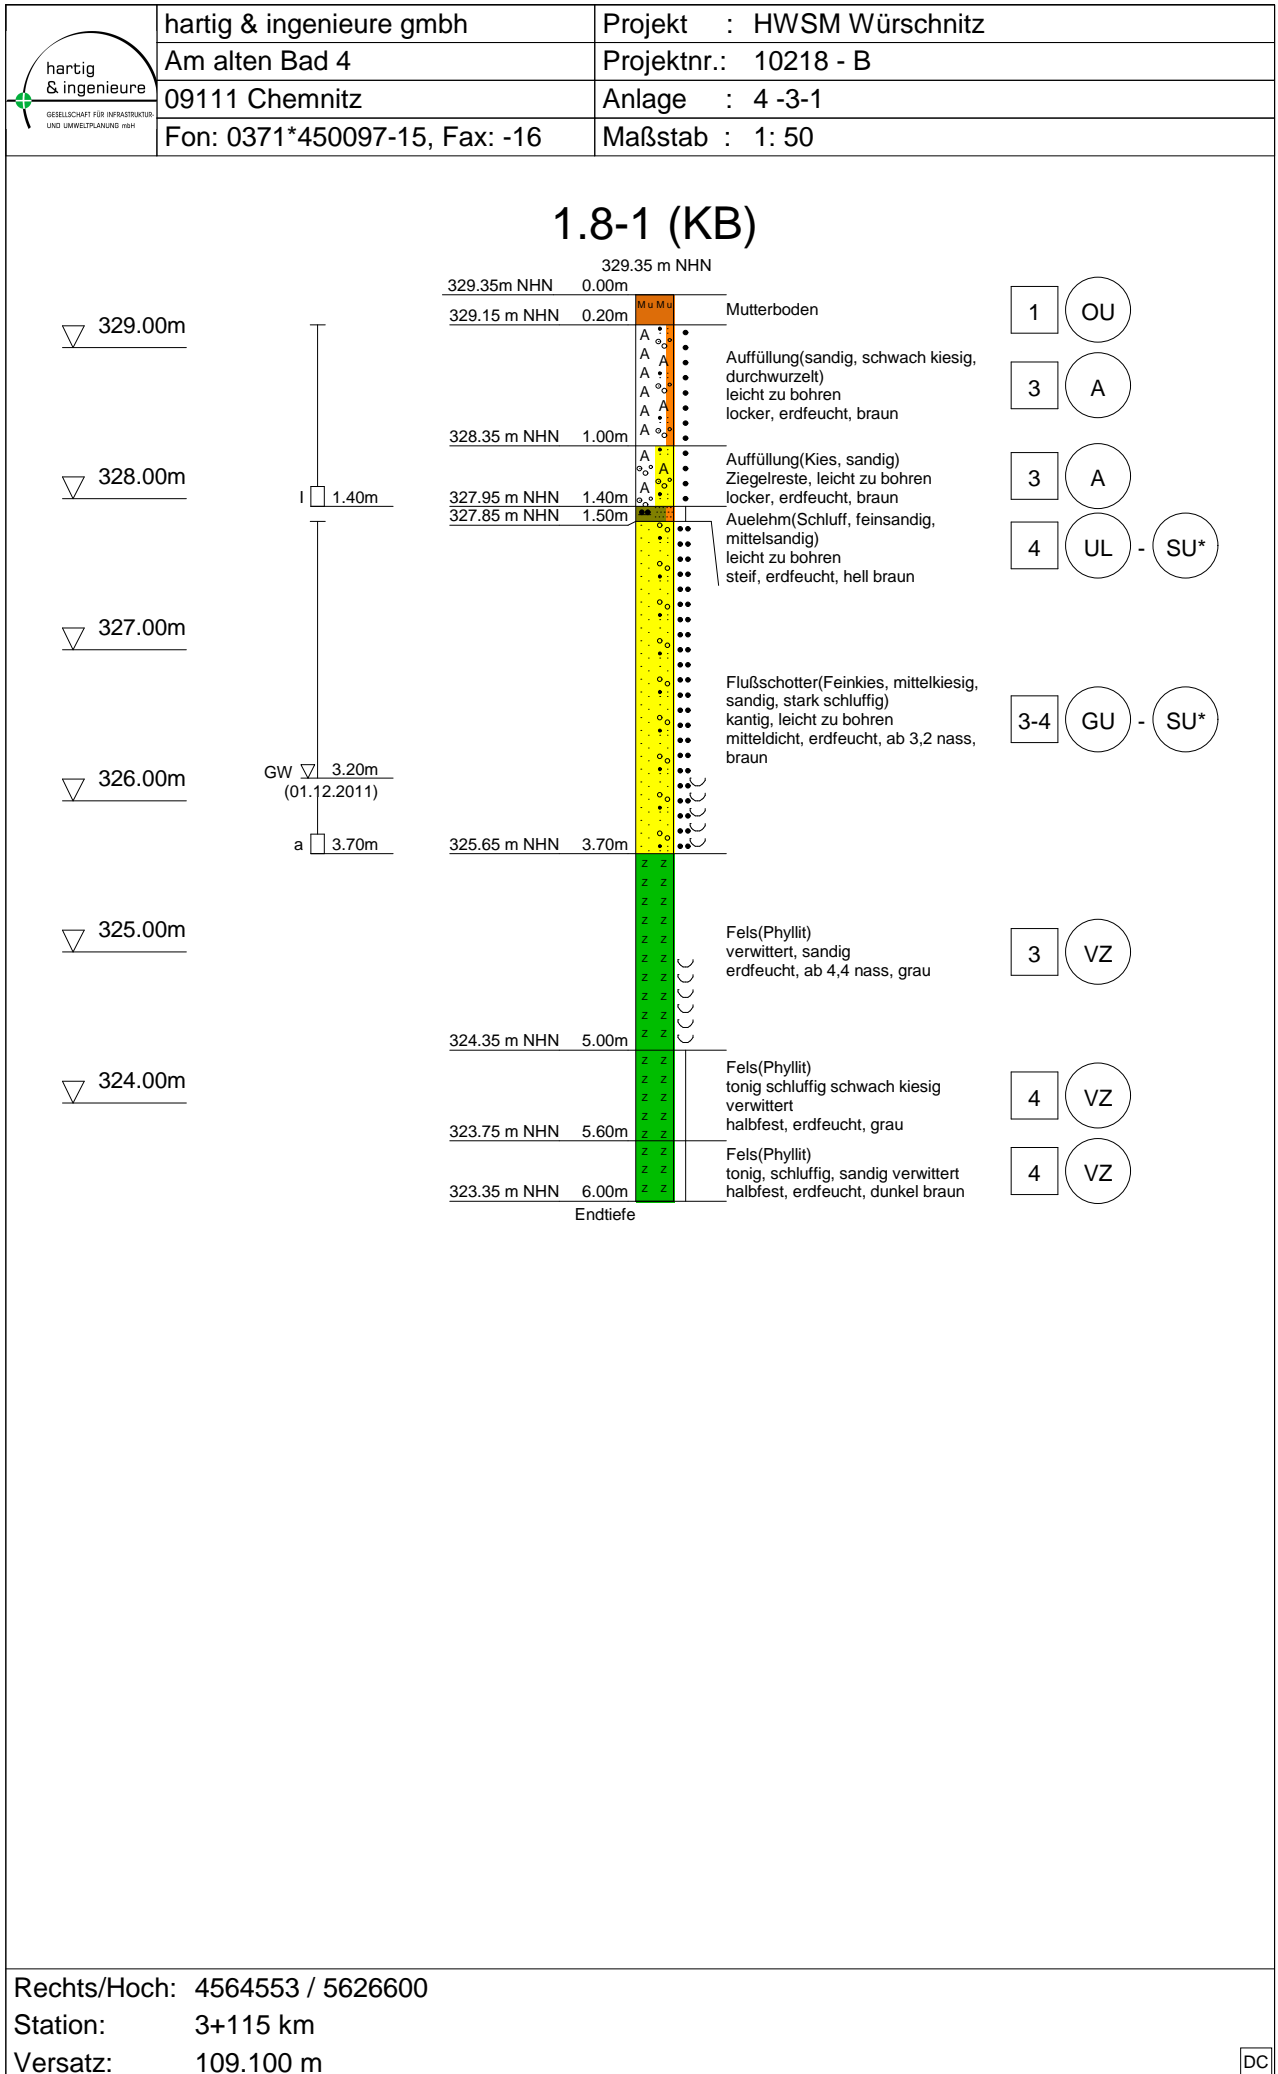 hartig
& ingenieure
GESELLSCHAFT FÜR INFRASTRUKTUR-
UND UMWELTPLANUNG mbH
hartig & ingenieure gmbh
Am alten Bad 4
09111 Chemnitz
Fon: 0371*450097-15, Fax: -16
Projekt : HWSM Würschnitz
Projektnr.: 10218 - B
Anlage : 4 -3-1
Maßstab : 1: 50
1.8-1 (KB)
329.35 m NHN
329.35m NHN 0.00m
329.15 m NHN 0.20m
Mu Mu
Mutterboden
1 OU
329.00m
A A A A A A A A
Auffüllung(sandig, schwach kiesig,
durchwurzelt)
leicht zu bohren
locker, erdfeucht, braun
3 A
328.35 m NHN 1.00m
A A A
Auffüllung(Kies, sandig)
Ziegelreste, leicht zu bohren
locker, erdfeucht, braun
3 A
328.00m
I 1.40m
327.95 m NHN 1.40m
327.85 m NHN 1.50m
Auelehm(Schluff, feinsandig,
mittelsandig)
leicht zu bohren
steif, erdfeucht, hell braun
4 UL - SU*
327.00m
Flußschotter(Feinkies, mittelkiesig,
sandig, stark schluffig)
kantig, leicht zu bohren
mitteldicht, erdfeucht, ab 3,2 nass,
braun
3-4 GU - SU*
326.00m
GW 3.20m
(01.12.2011)
a 3.70m
325.65 m NHN 3.70m
z z
z z
z z
z z
z z
z z
z z
z z
z z
z z
325.00m
Fels(Phyllit)
verwittert, sandig
erdfeucht, ab 4,4 nass, grau
3 VZ
324.35 m NHN 5.00m
z z
z z
z z
z z
z z
324.00m
Fels(Phyllit)
tonig schluffig schwach kiesig
verwittert
halbfest, erdfeucht, grau
4 VZ
323.75 m NHN 5.60m
z z
z z
z z
Fels(Phyllit)
tonig, schluffig, sandig verwittert
halbfest, erdfeucht, dunkel braun
4 VZ
323.35 m NHN 6.00m
Endtiefe
Rechts/Hoch: 4564553 / 5626600
Station: 3+115 km
Versatz: 109.100 m
DC